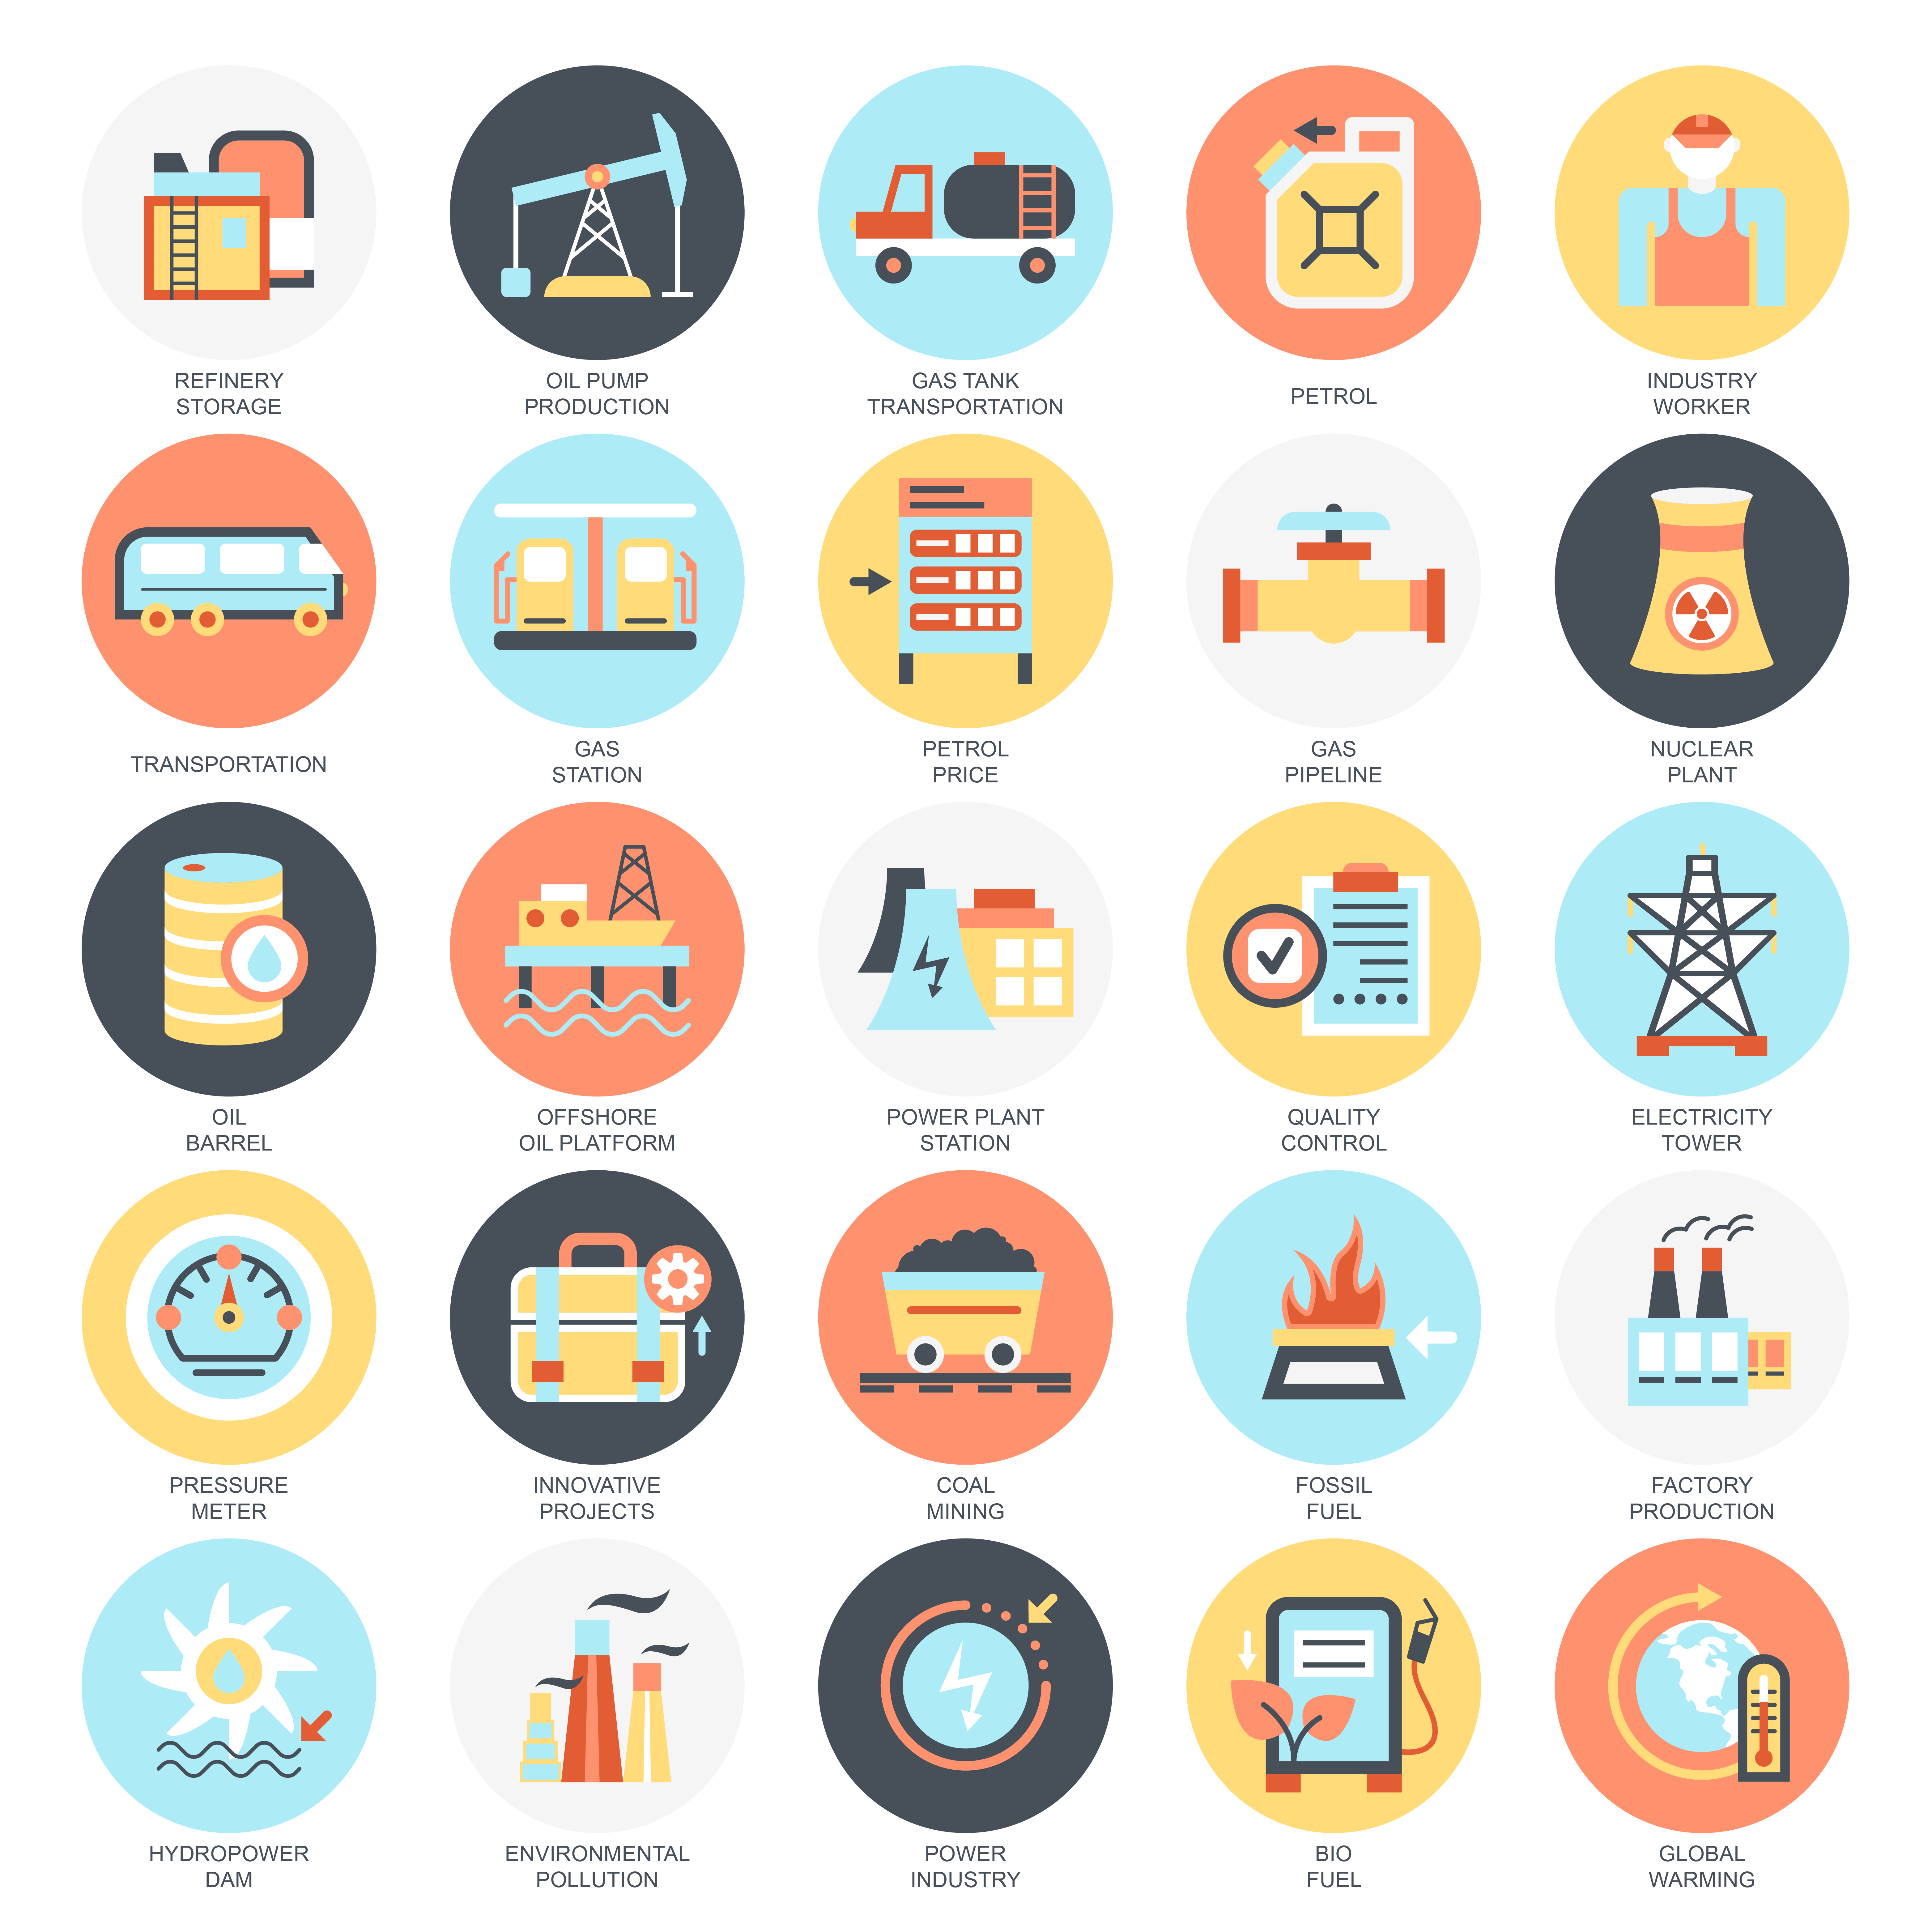 REFINERY
STORAGE
OIL PUMP
PRODUCTION
GAS TANK
TRANSPORTATION
PETROL
INDUSTRY
WORKER
TRANSPORTATION
GAS
STATION
PETROL
PRICE
GAS
PIPELINE
NUCLEAR
PLANT
OIL
BARREL
OFFSHORE
OIL PLATFORM
POWER PLANT
STATION
QUALITY
CONTROL
ELECTRICITY
TOWER
PRESSURE
METER
INNOVATIVE
PROJECTS
COAL
MINING
FOSSIL
FUEL
FACTORY
PRODUCTION
HYDROPOWER
DAM
ENVIRONMENTAL
POLLUTION
POWER
INDUSTRY
BIO
FUEL
GLOBAL
WARMING